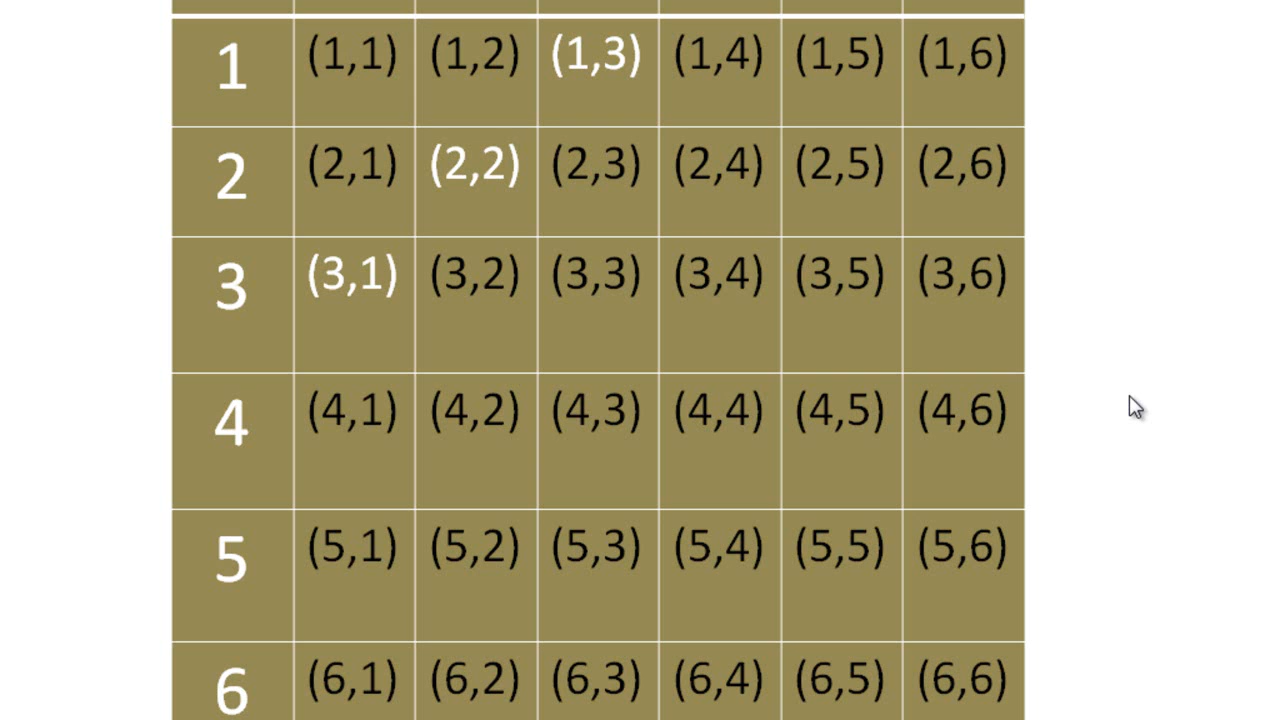 1 (1,1) (1,2) (1,3) (1,4) (1,5) (1,6)
2 (2,1) (2,2) (2,3) (2,4) (2,5) (2,6)
3 (3,1) (3,2) (3,3) (3,4) (3,5) (3,6)
4 (4,1) (4,2) (4,3) (4,4) (4,5) (4,6)
5 (5,1) (5,2) (5,3) (5,4) (5,5) (5,6)
6 (6,1) (6,2) (6,3) (6,4) (6,5) (6,6)